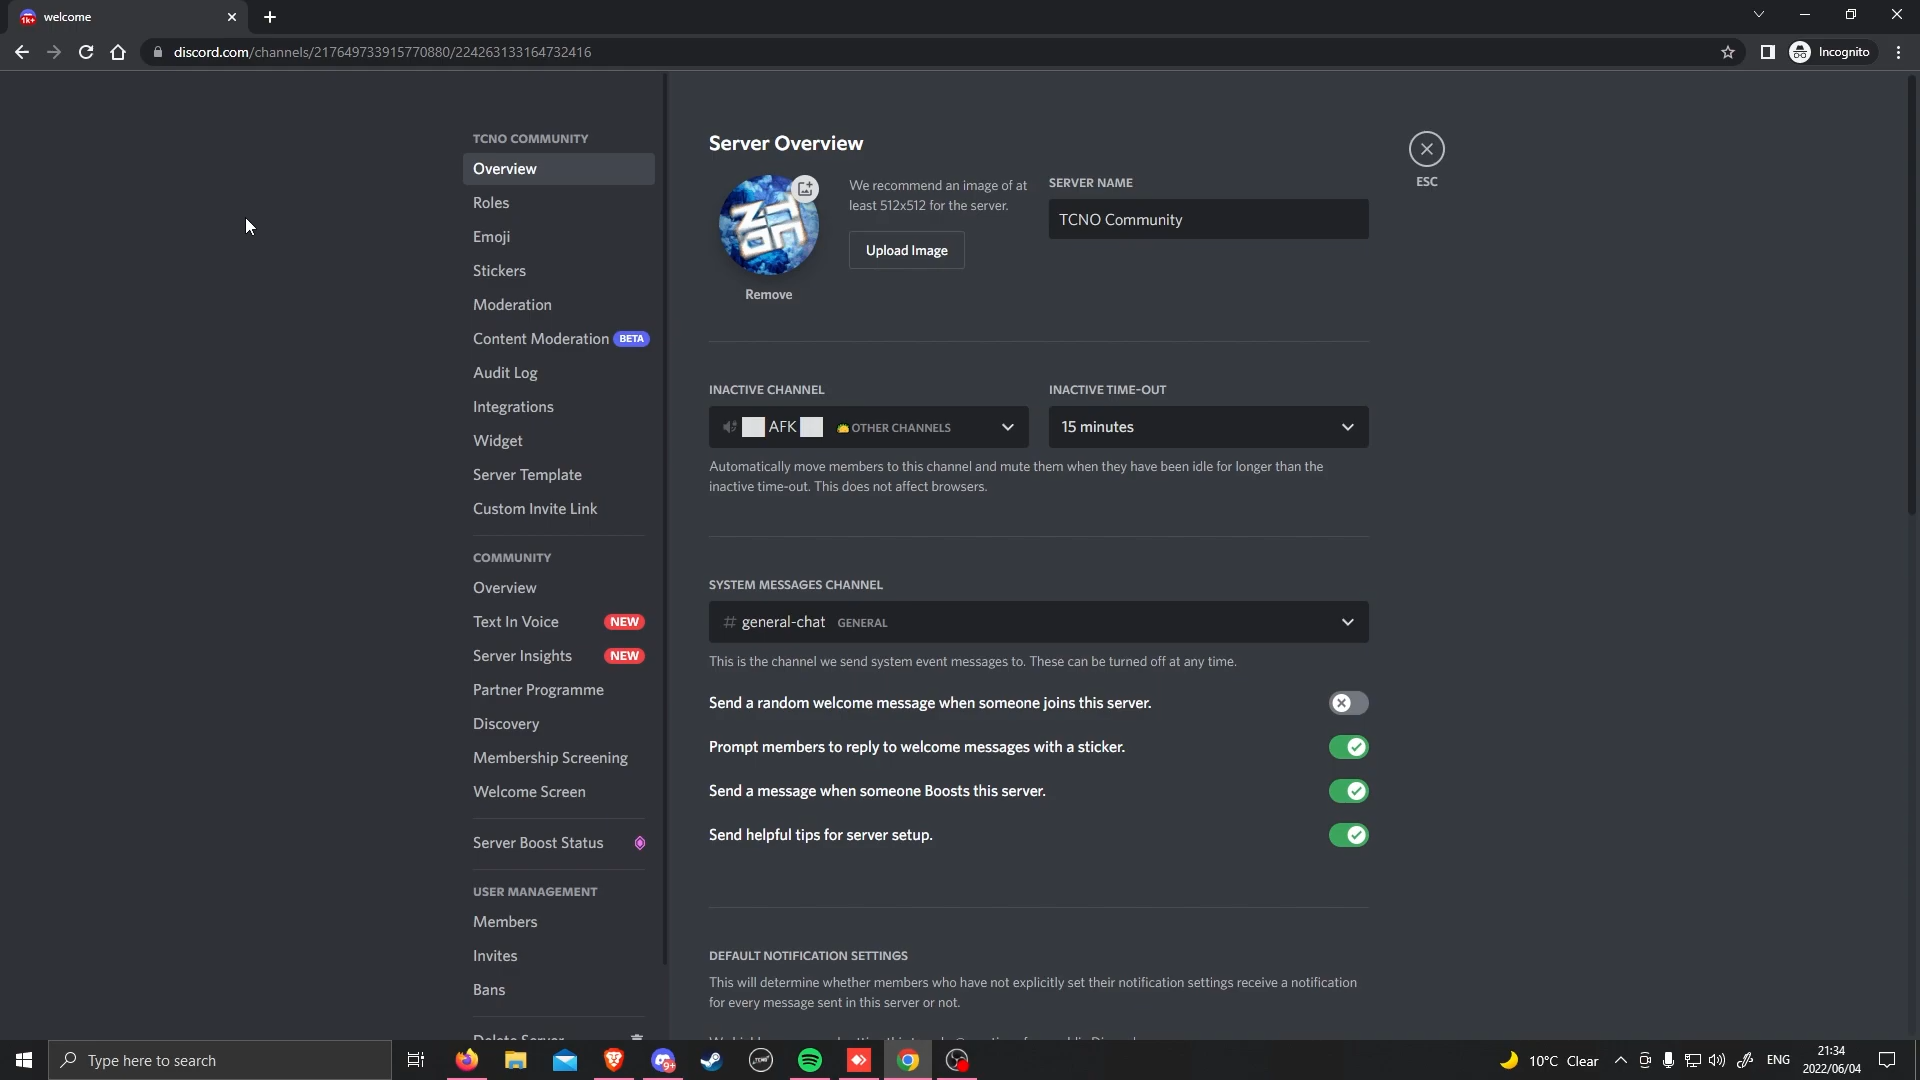 1k+ welcome
discord.com/channels/217649733915770880/224263133164732416
Incognito
TCNO COMMUNITY
Overview
Roles
Emoji
Stickers
Moderation
Content Moderation BETA
Audit Log
Integrations
Widget
Server Template
Custom Invite Link
COMMUNITY
Overview
Text In Voice NEW
Server Insights NEW
Partner Programme
Discovery
Membership Screening
Welcome Screen
Server Boost Status
USER MANAGEMENT
Members
Invites
Bans
Delete Server
Server Overview
We recommend an image of at
least 512x512 for the server.
Upload Image
Remove
SERVER NAME
TCNO Community
ESC
INACTIVE CHANNEL
AFK OTHER CHANNELS
INACTIVE TIME-OUT
15 minutes
Automatically move members to this channel and mute them when they have been idle for longer than the
inactive time-out. This does not affect browsers.
SYSTEM MESSAGES CHANNEL
# general-chat GENERAL
This is the channel we send system event messages to. These can be turned off at any time.
Send a random welcome message when someone joins this server.
Prompt members to reply to welcome messages with a sticker.
Send a message when someone Boosts this server.
Send helpful tips for server setup.
DEFAULT NOTIFICATION SETTINGS
This will determine whether members who have not explicitly set their notification settings receive a notification
for every message sent in this server or not.
Type here to search
9+
10°C Clear
ENG
21:34
2022/06/04